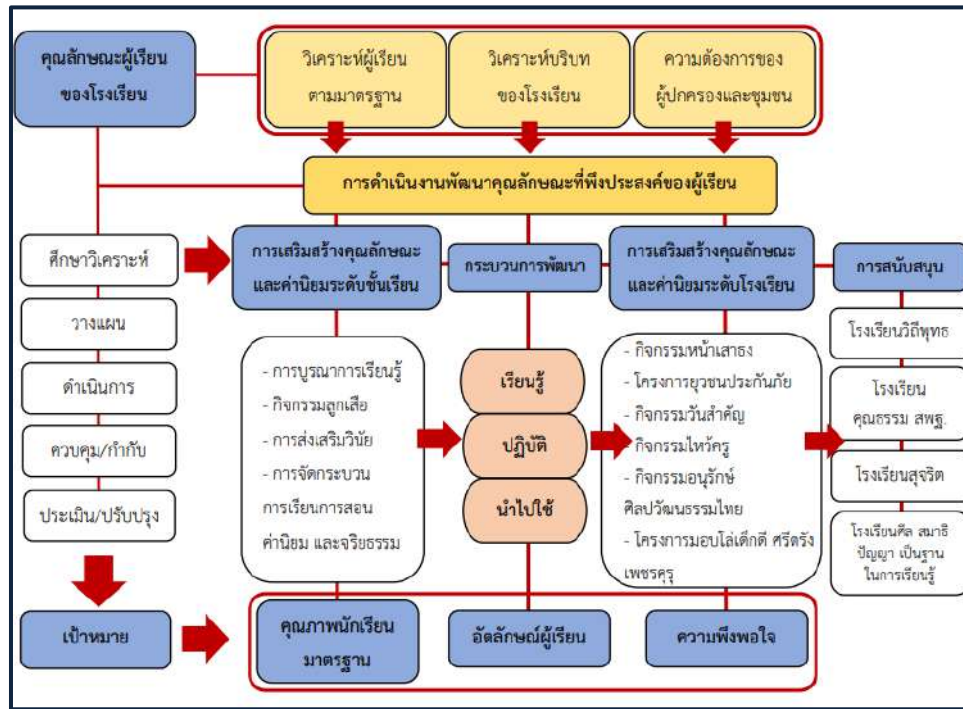 คุณลักษณะผู้เรียน
ของโรงเรียน
วิเคราะห์ผู้เรียน
ตามมาตรฐาน
วิเคราะห์บริบท
ของโรงเรียน
ความต้องการของ
ผู้ปกครองและชุมชน
การดำเนินงานพัฒนาคุณลักษณะที่พึงประสงค์ของผู้เรียน
ศึกษาวิเคราะห์
วางแผน
ดำเนินการ
ควบคุม/กำกับ
ประเมิน/ปรับปรุง
การเสริมสร้างคุณลักษณะ
และค่านิยมระดับชั้นเรียน
- การบูรณาการเรียนรู้
- กิจกรรมลูกเสือ
- การส่งเสริมวินัย
- การจัดกระบวน
การเรียนการสอน
ค่านิยม และจริยธรรม
กระบวนการพัฒนา
เรียนรู้
ปฏิบัติ
นำไปใช้
การเสริมสร้างคุณลักษณะ
และค่านิยมระดับโรงเรียน
- กิจกรรมหน้าเสาธง
- โครงการยุวชนประกันภัย
- กิจกรรมวันสำคัญ
- กิจกรรมไหว้ครู
- กิจกรรมอนุรักษ์
ศิลปวัฒนธรรมไทย
- โครงการมอบโล่เด็กดี ศรีตรัง
เพชรคุรุ
การสนับสนุน
โรงเรียนวิถีพุทธ
โรงเรียน
คุณธรรม สพฐ.
โรงเรียนสุจริต
โรงเรียนศีล สมาธิ
ปัญญา เป็นฐาน
ในการเรียนรู้
เป้าหมาย
คุณภาพนักเรียน
มาตรฐาน
อัตลักษณ์ผู้เรียน
ความพึงพอใจ